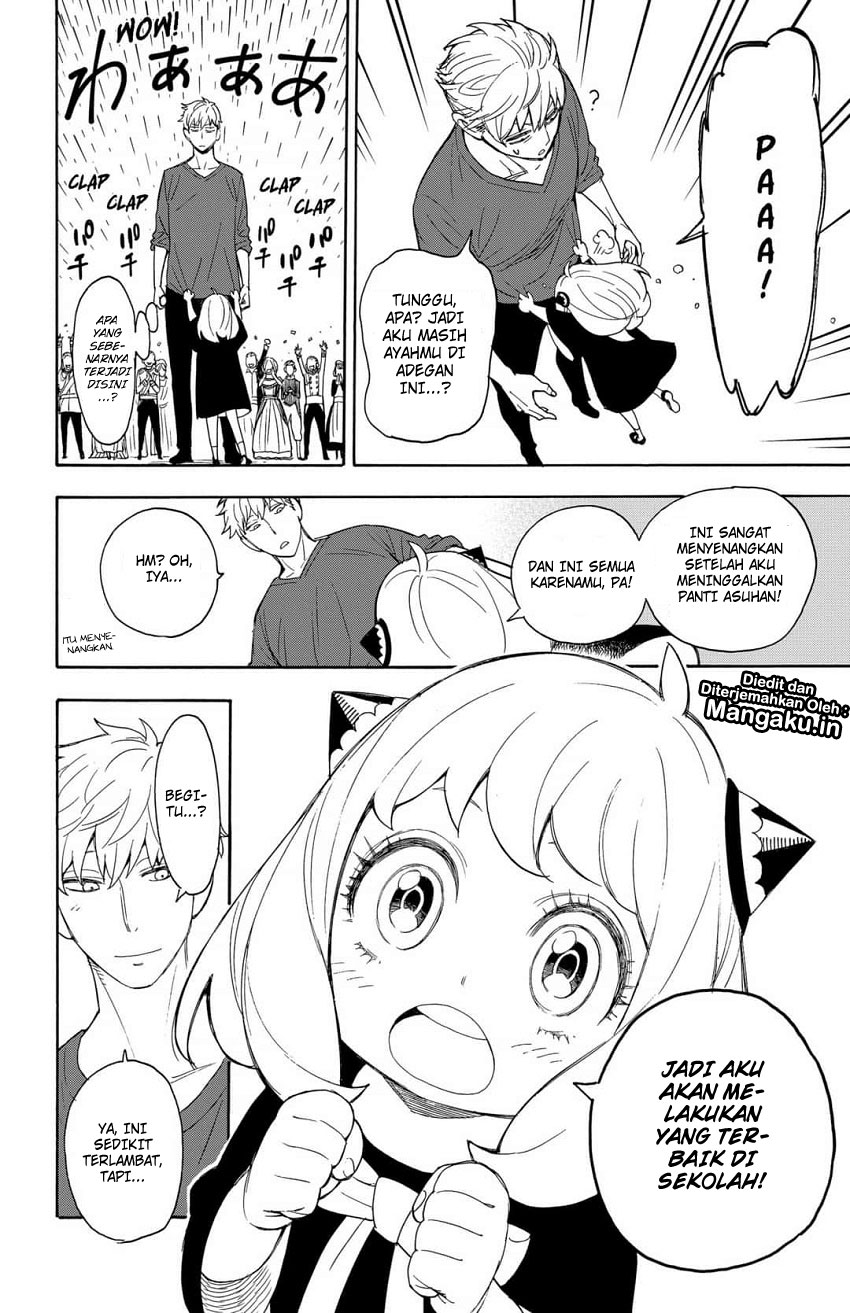 PAAA!
TUNGGU,
APA? JADI
AKU MASIH
AYAHMU DI
ADEGAN
INI...?
?
WOW!
わぁぁぁ
CLAP
CLAP
CLAP
CLAP
パチ
パチ
パチ
パチ
APA
YANG
SEBE-
NARNYA
TERJADI
DISINI
...?
INI SANGAT
MENYENANGKAN
SETELAH AKU
MENINGGALKAN
PANTI ASUHAN!
DAN INI SEMUA
KARENAMU, PA!
HM? OH,
IYA...
ITU MENYE-
NANGKAN
Diedit dan
Diterjemahkan Oleh :
Mangaku.in
JADI AKU
AKAN ME-
LAKUKAN
YANG TER-
BAIK DI
SEKOLAH!
BEGI-
TU...?
YA, INI
SEDIKIT
TERLAMBAT,
TAPI...